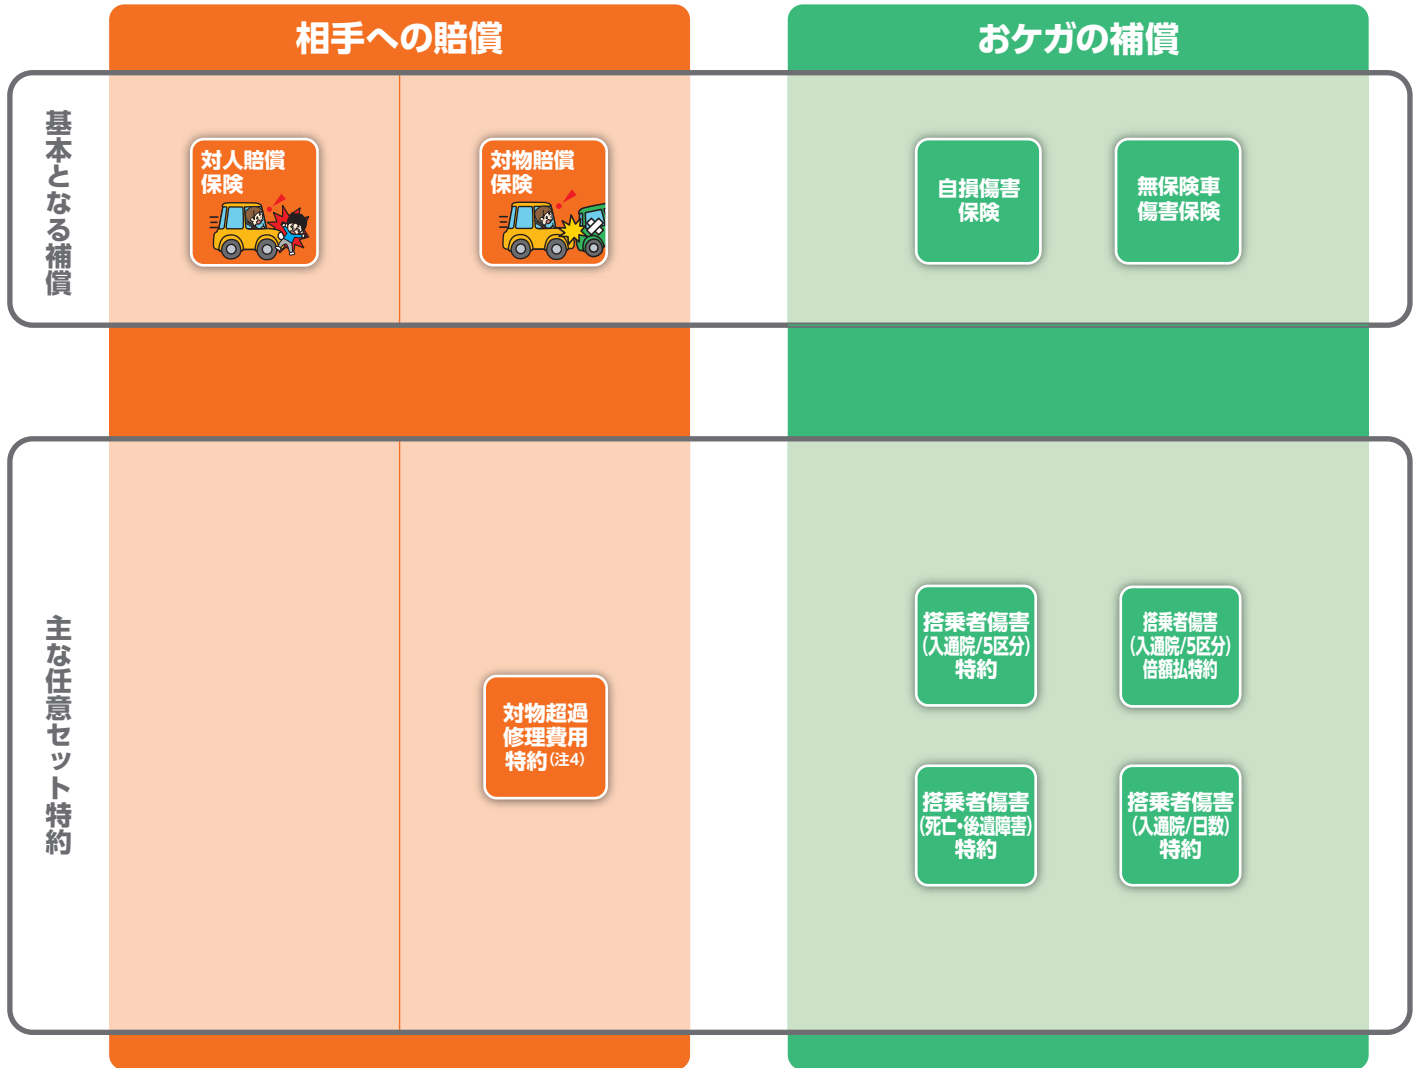 相手への賠償
おケガの補償
基本となる補償
対人賠償
保険
対物賠償
保険
自損傷害
保険
無保険車
傷害保険
主な任意セット特約
対物超過
修理費用
特約(注4)
搭乗者傷害
(入通院/5区分)
特約
搭乗者傷害
(入通院/5区分)
倍額払特約
搭乗者傷害
(死亡・後遺障害)
特約
搭乗者傷害
(入通院/日数)
特約